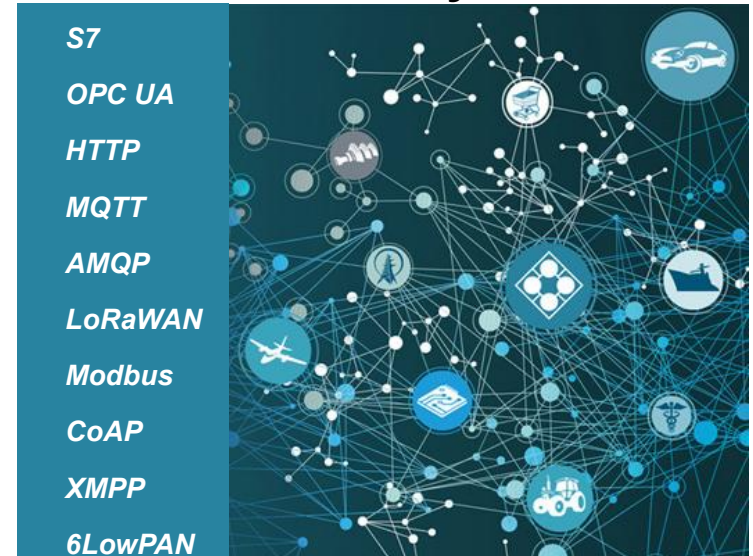 S7
OPC UA
HTTP
MQTT
AMQP
LoRaWAN
Modbus
CoAP
XMPP
6LowPAN